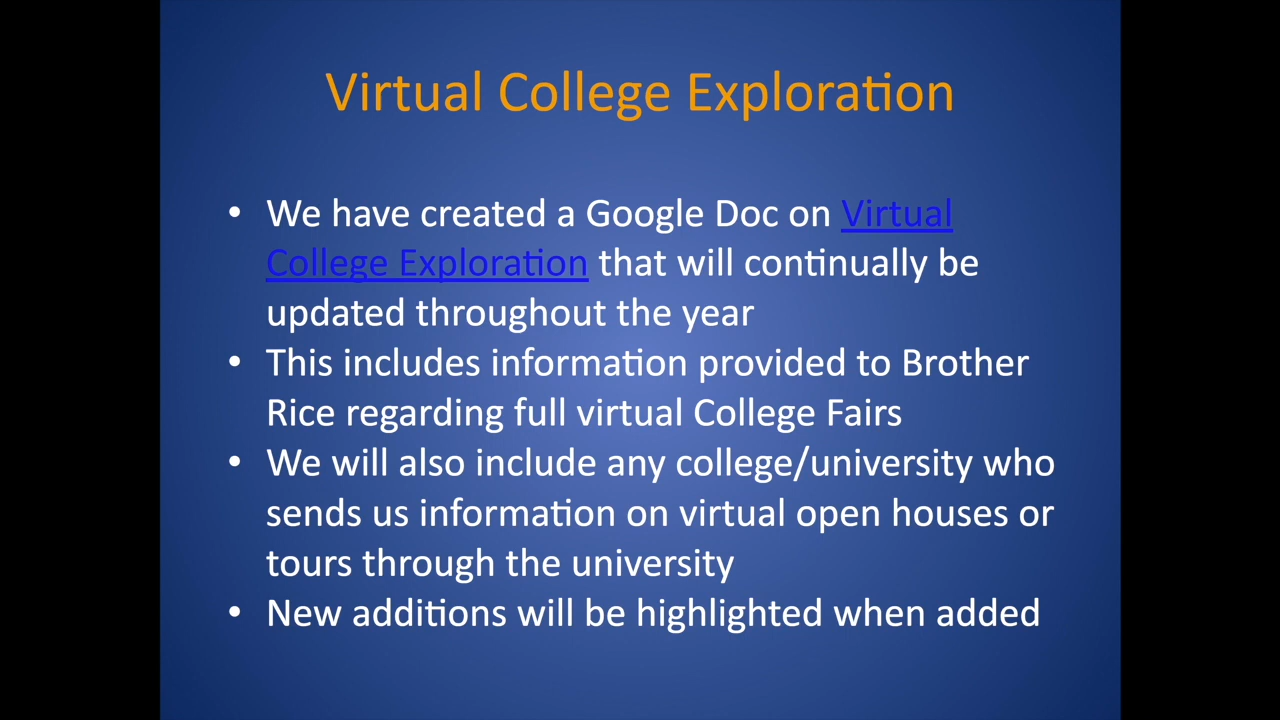 Virtual College Exploration
• We have created a Google Doc on Virtual
College Exploration that will continually be
updated throughout the year
• This includes information provided to Brother
Rice regarding full virtual College Fairs
• We will also include any college/university who
sends us information on virtual open houses or
tours through the university
• New additions will be highlighted when added